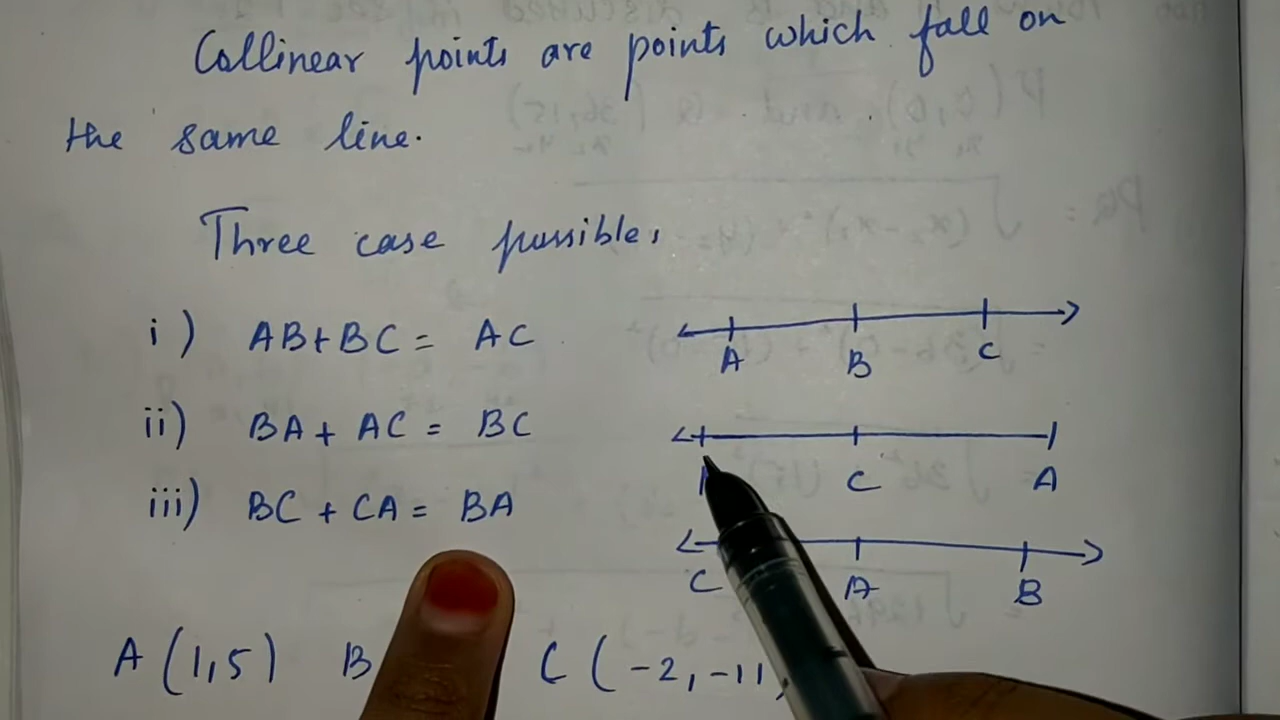 Collinear points are points which fall on
the same line.
Three case possible,
i) AB+BC = AC
A B C
ii) BA + AC = BC
C A
iii) BC + CA = BA
C A B
A (1,5) B C (-2,-11